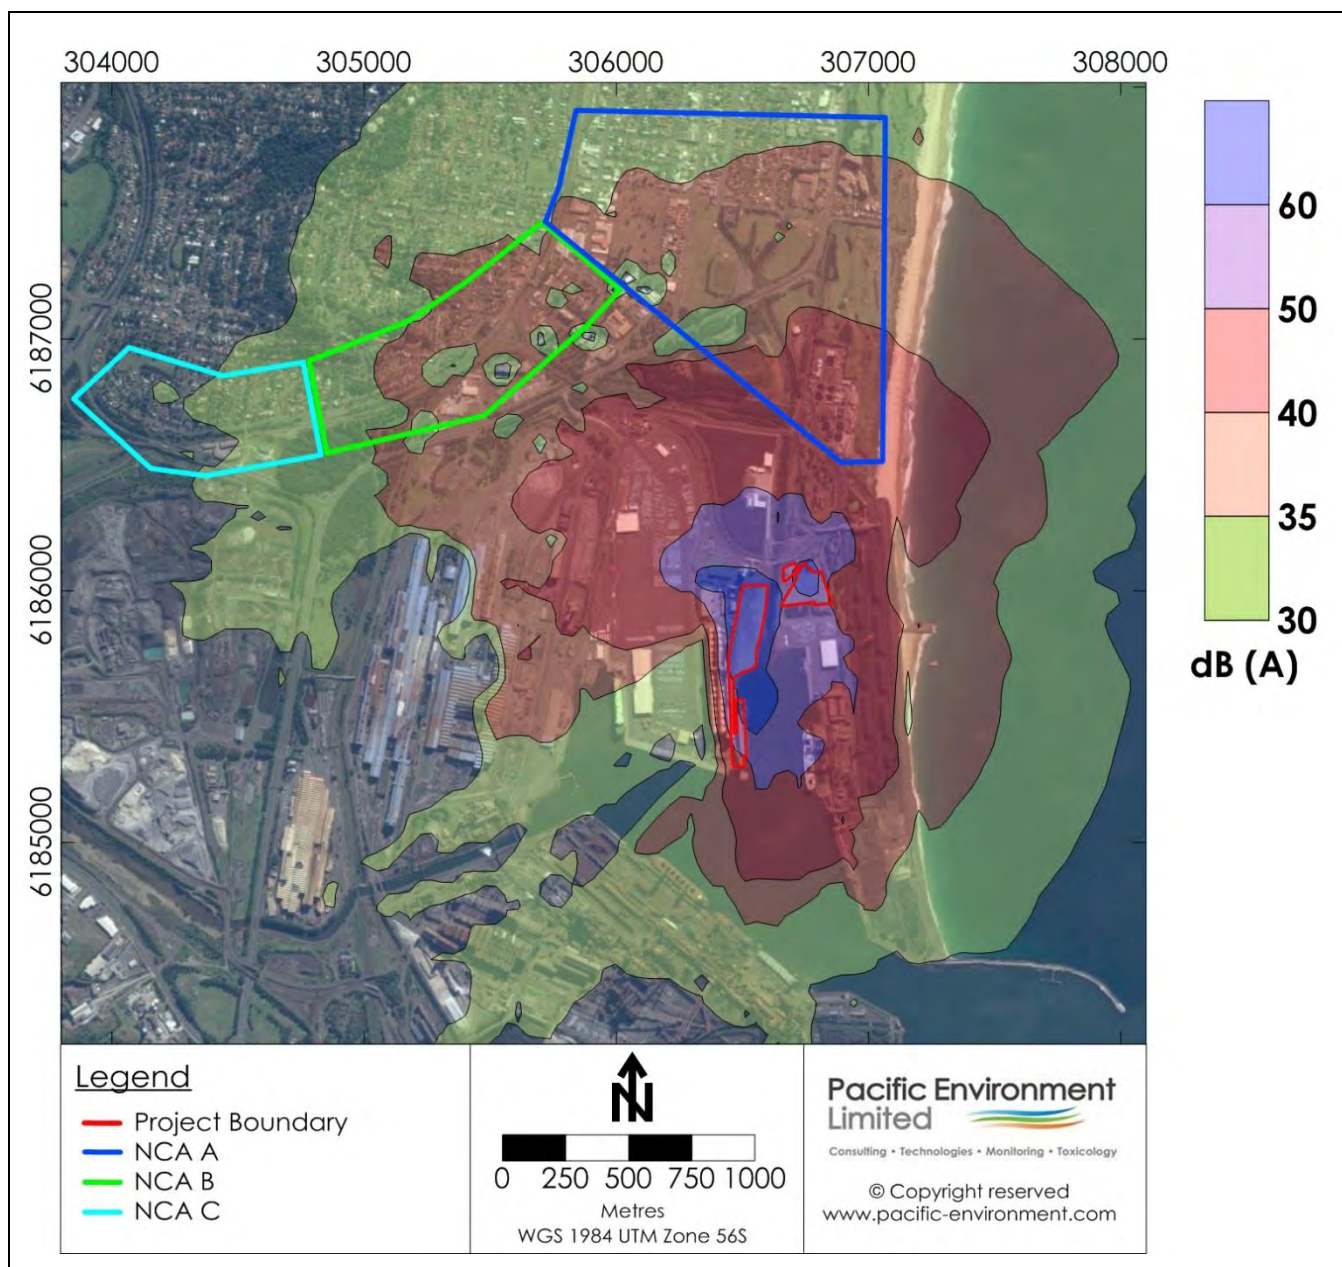 304000 305000 306000 307000 308000
6187000
6186000
6185000
60
50
40
35
30
dB (A)
Legend
Project Boundary
NCA A
NCA B
NCA C
N
0 250 500 750 1000
Metres
WGS 1984 UTM Zone 56S
Pacific Environment
Limited
Consulting • Technologies • Monitoring • Toxicology
© Copyright reserved
www.pacific-environment.com